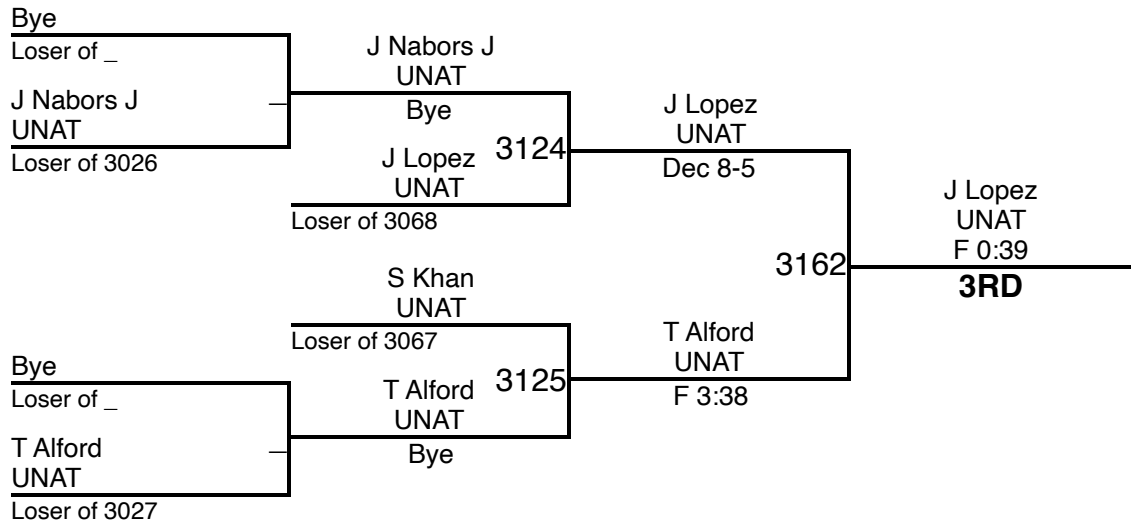 Bye
Loser of _
J Nabors J
UNAT
Loser of 3026
_
J Nabors J
UNAT
Bye
J Lopez
UNAT
Loser of 3068
3124
J Lopez
UNAT
Dec 8-5
S Khan
UNAT
Loser of 3067
Bye
Loser of _
T Alford
UNAT
Loser of 3027
_
T Alford
UNAT
Bye
3125
T Alford
UNAT
F 3:38
3162
J Lopez
UNAT
F 0:39
3RD